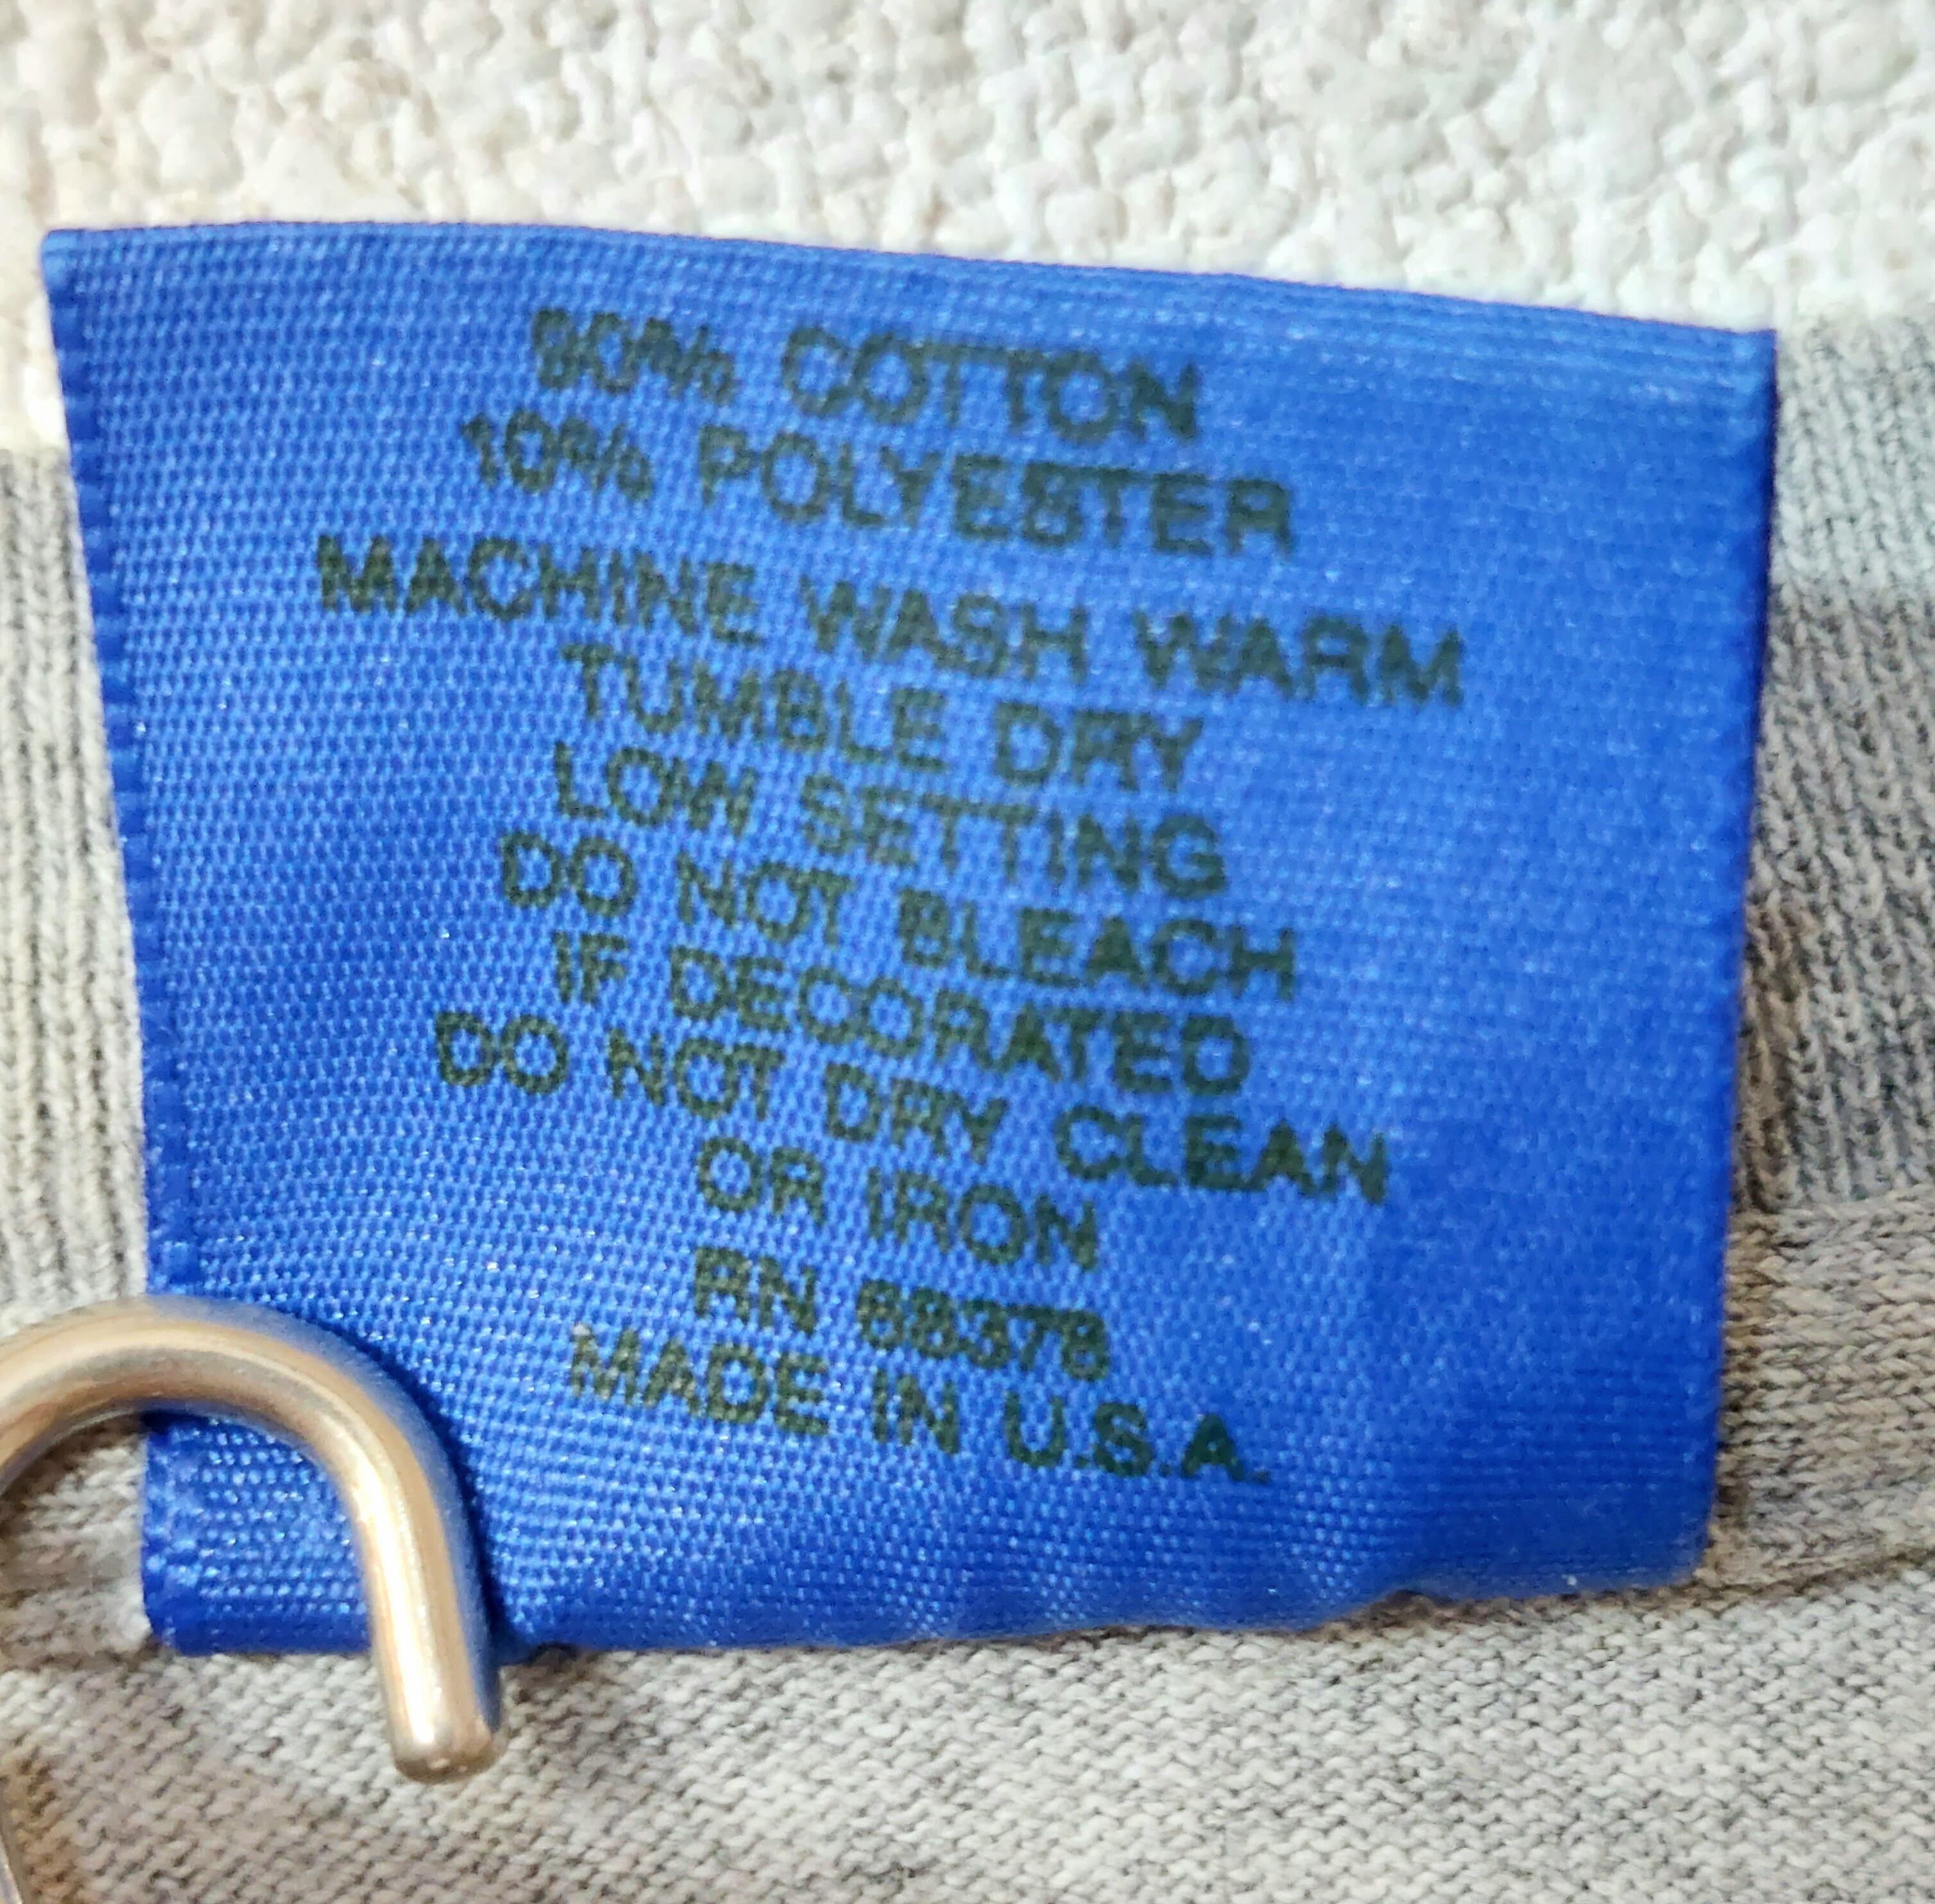 90% COTTON
10% POLYESTER
MACHINE WASH WARM
TUMBLE DRY
LOW SETTING
DO NOT BLEACH
IF DECORATED
DO NOT DRY CLEAN
OR IRON
RN 68378
MADE IN U.S.A.